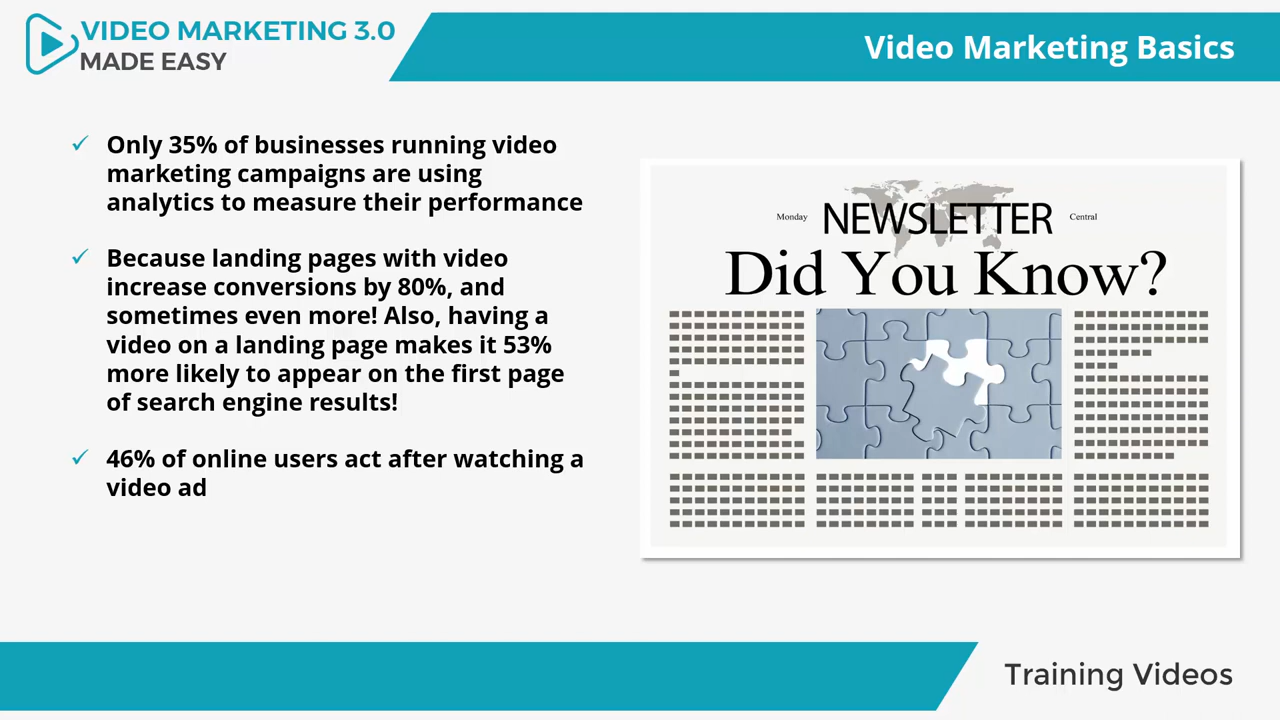 VIDEO MARKETING 3.0
MADE EASY
Video Marketing Basics
✓ Only 35% of businesses running video
marketing campaigns are using
analytics to measure their performance
✓ Because landing pages with video
increase conversions by 80%, and
sometimes even more! Also, having a
video on a landing page makes it 53%
more likely to appear on the first page
of search engine results!
✓ 46% of online users act after watching a
video ad
Monday NEWSLETTER Central
Did You Know?
Training Videos